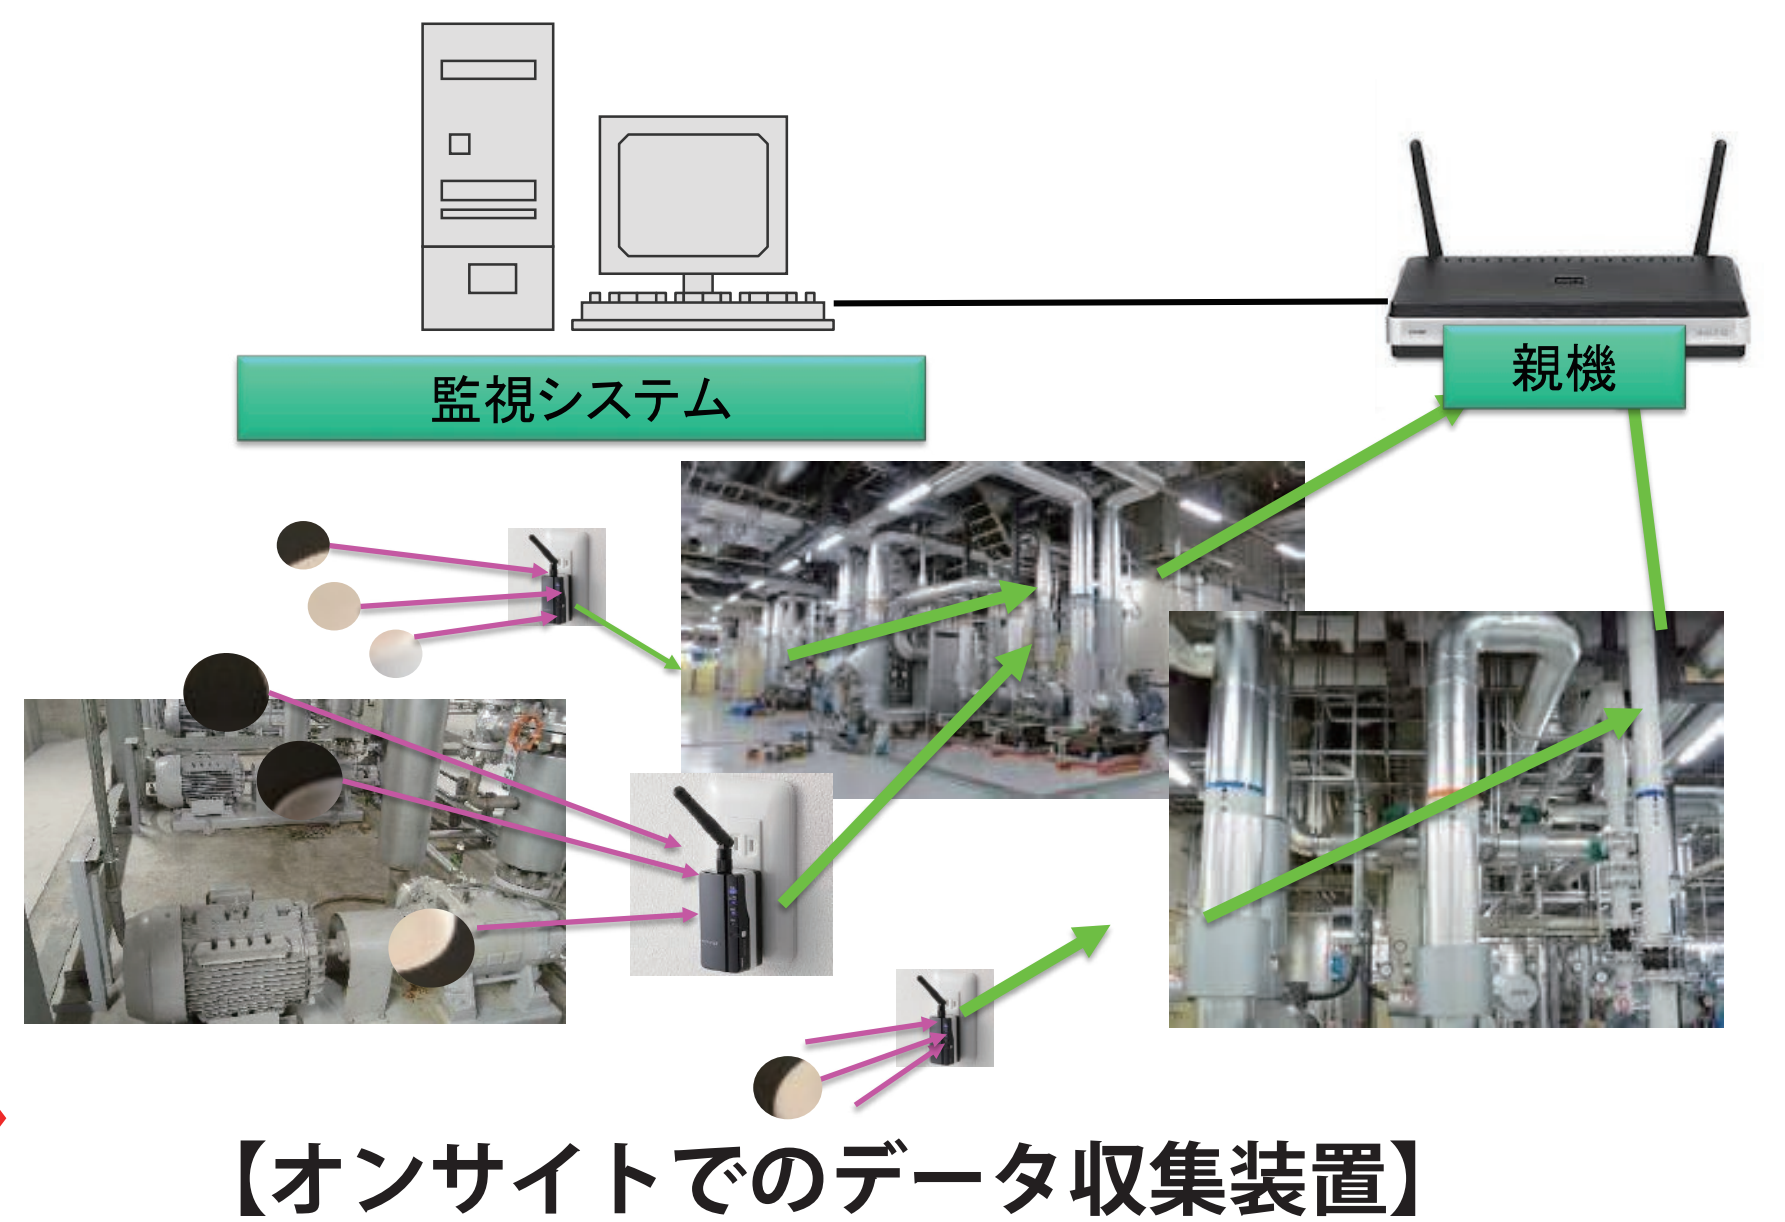 監視システム
親機
【オンサイトでのデータ収集装置】